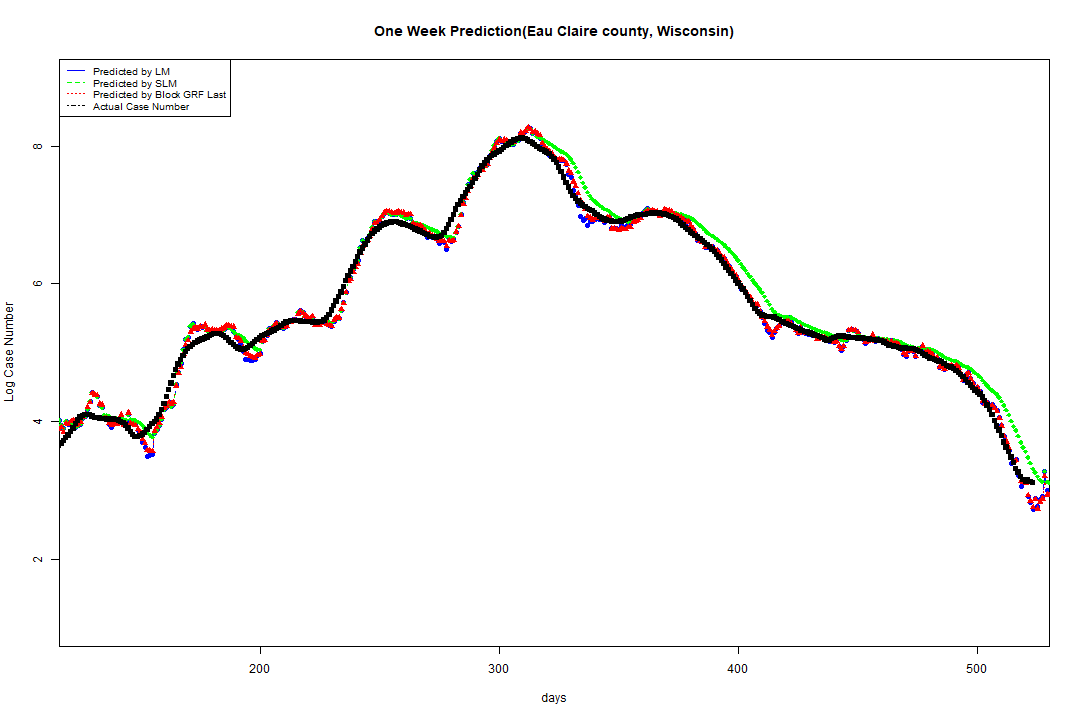 One Week Prediction(Eau Claire county, Wisconsin)
Predicted by LM
Predicted by SLM
Predicted by Block GRF Last
Actual Case Number
8
6
4
2
Log Case Number
200 300 400 500
days